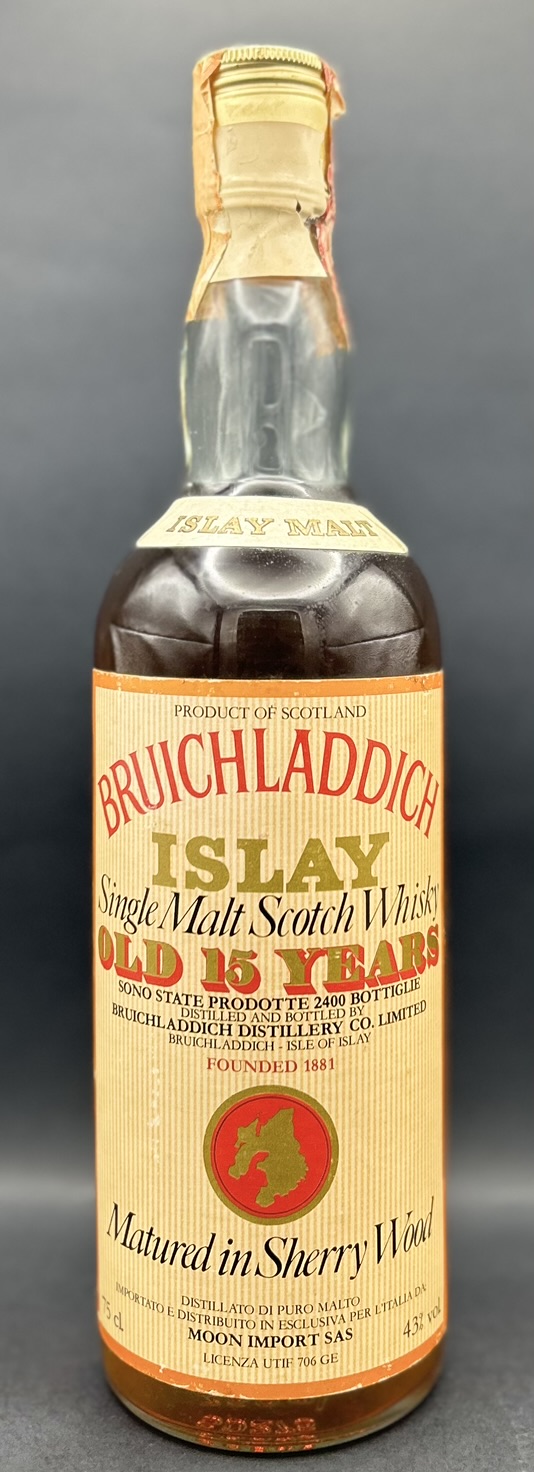 ISLAY MALT
PRODUCT OF SCOTLAND
BRUICHLADDICH
ISLAY
Single Malt Scotch Whisky
OLD 15 YEARS
SONO STATE PRODOTTE 2400 BOTTIGLIE
DISTILLED AND BOTTLED BY
BRUICHLADDICH DISTILLERY CO. LIMITED
BRUICHLADDICH - ISLE OF ISLAY
FOUNDED 1881
Matured in Sherry Wood
DISTILLATO DI PURO MALTO
IMPORTATO E DISTRIBUITO IN ESCLUSIVA PER L'ITALIA DA:
75 cl. MOON IMPORT SAS 43% vol.
LICENZA UTIF 706 GE